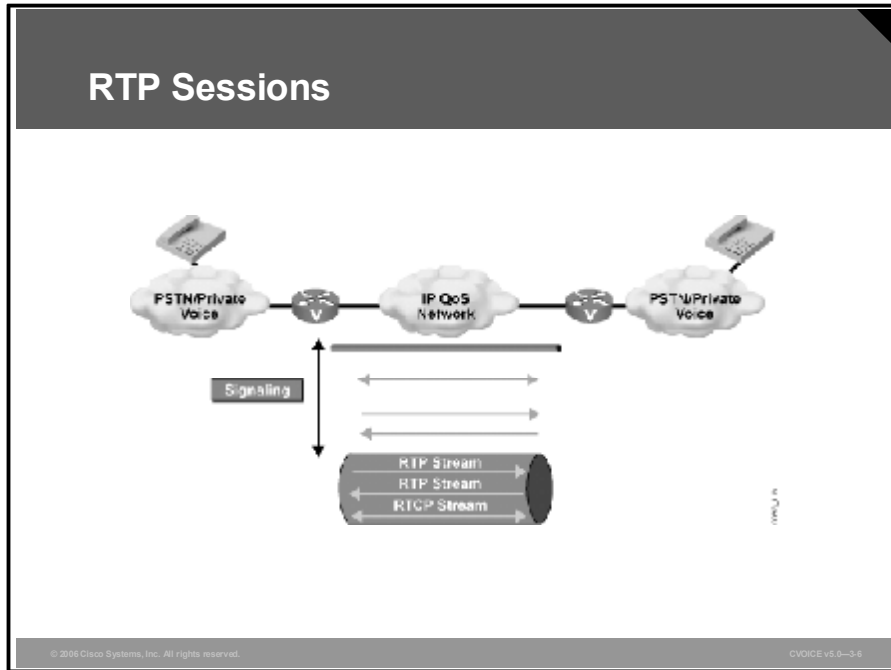 RTP Sessions
PSTN/Private
Voice
IP QoS
Network
PSTN/Private
Voice
V
V
Signaling
RTP Stream
RTP Stream
RTCP Stream
© 2006 Cisco Systems, Inc. All rights reserved.
CVOICE v5.0—3-6